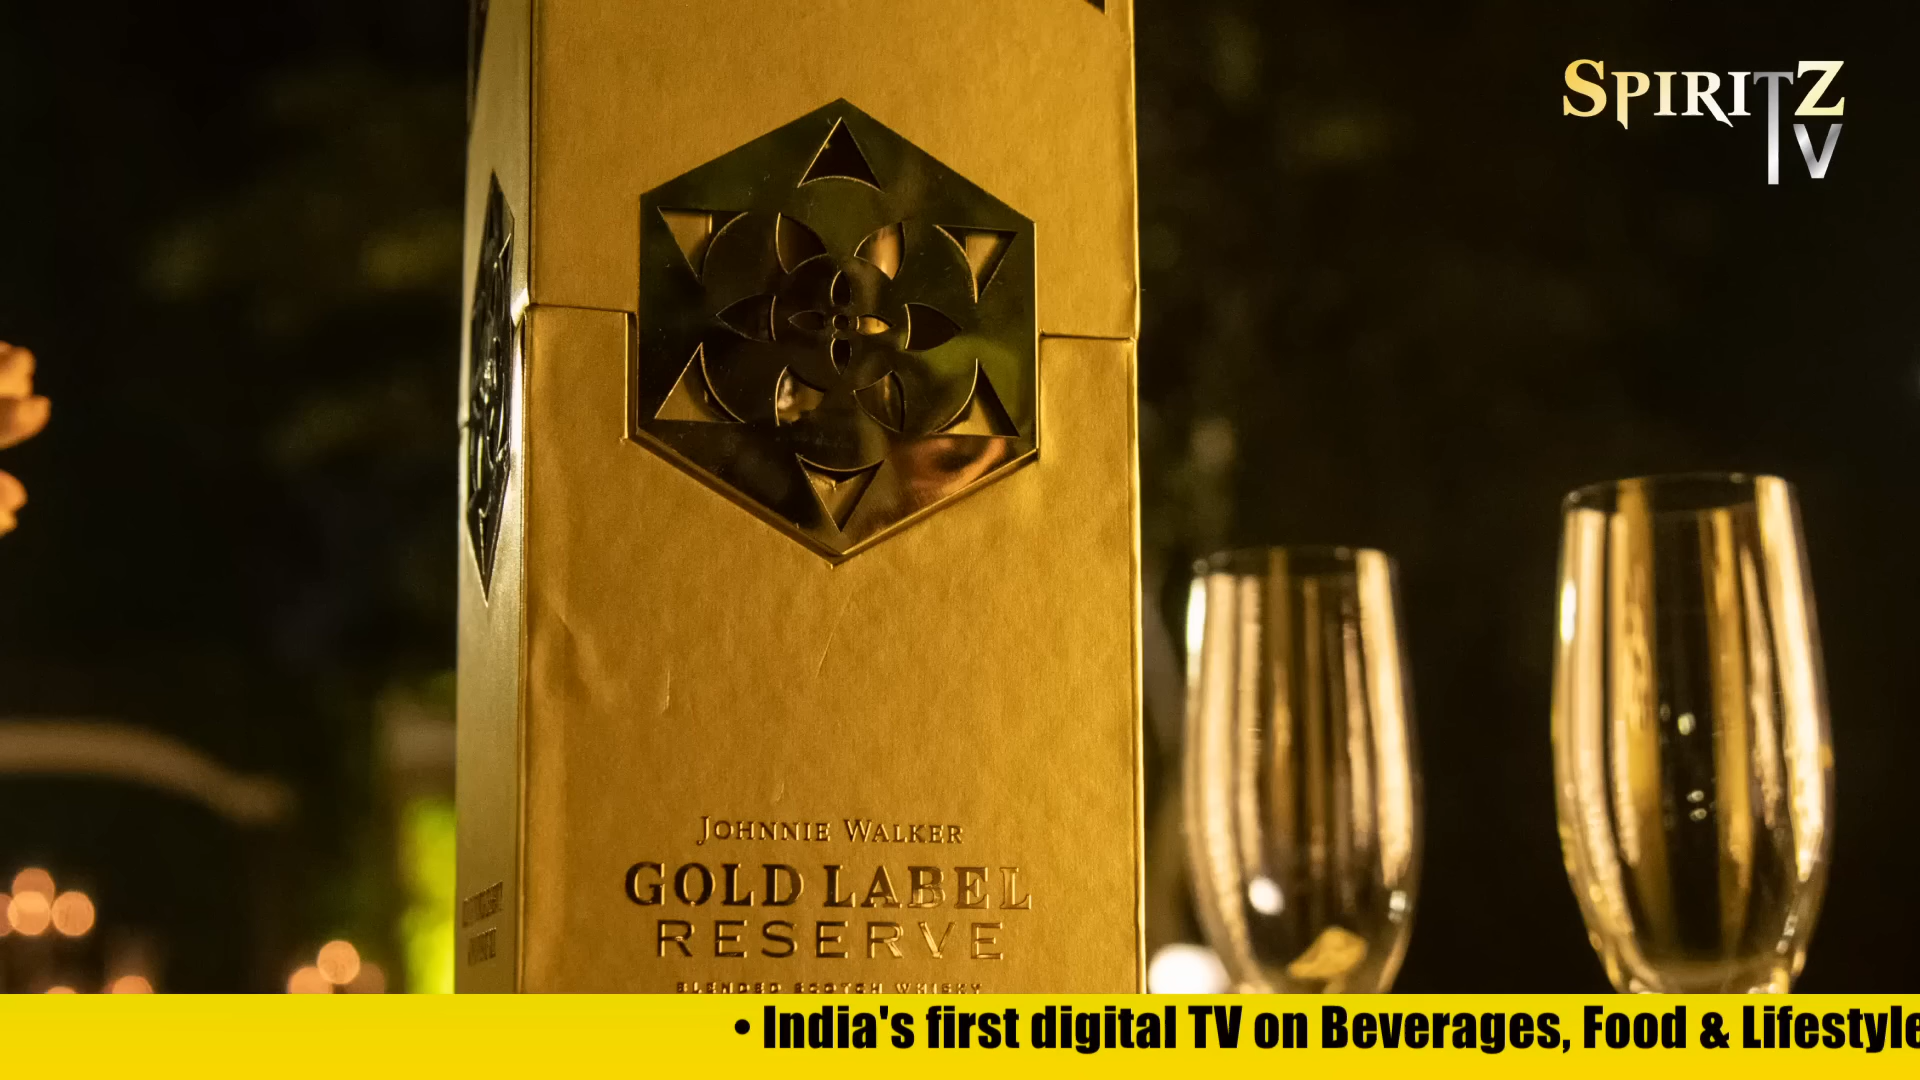 SPIRITZ
TV
JOHNNIE WALKER
GOLD LABEL
RESERVE
BLENDED SCOTCH WHISKY
• India's first digital TV on Beverages, Food & Lifestyle